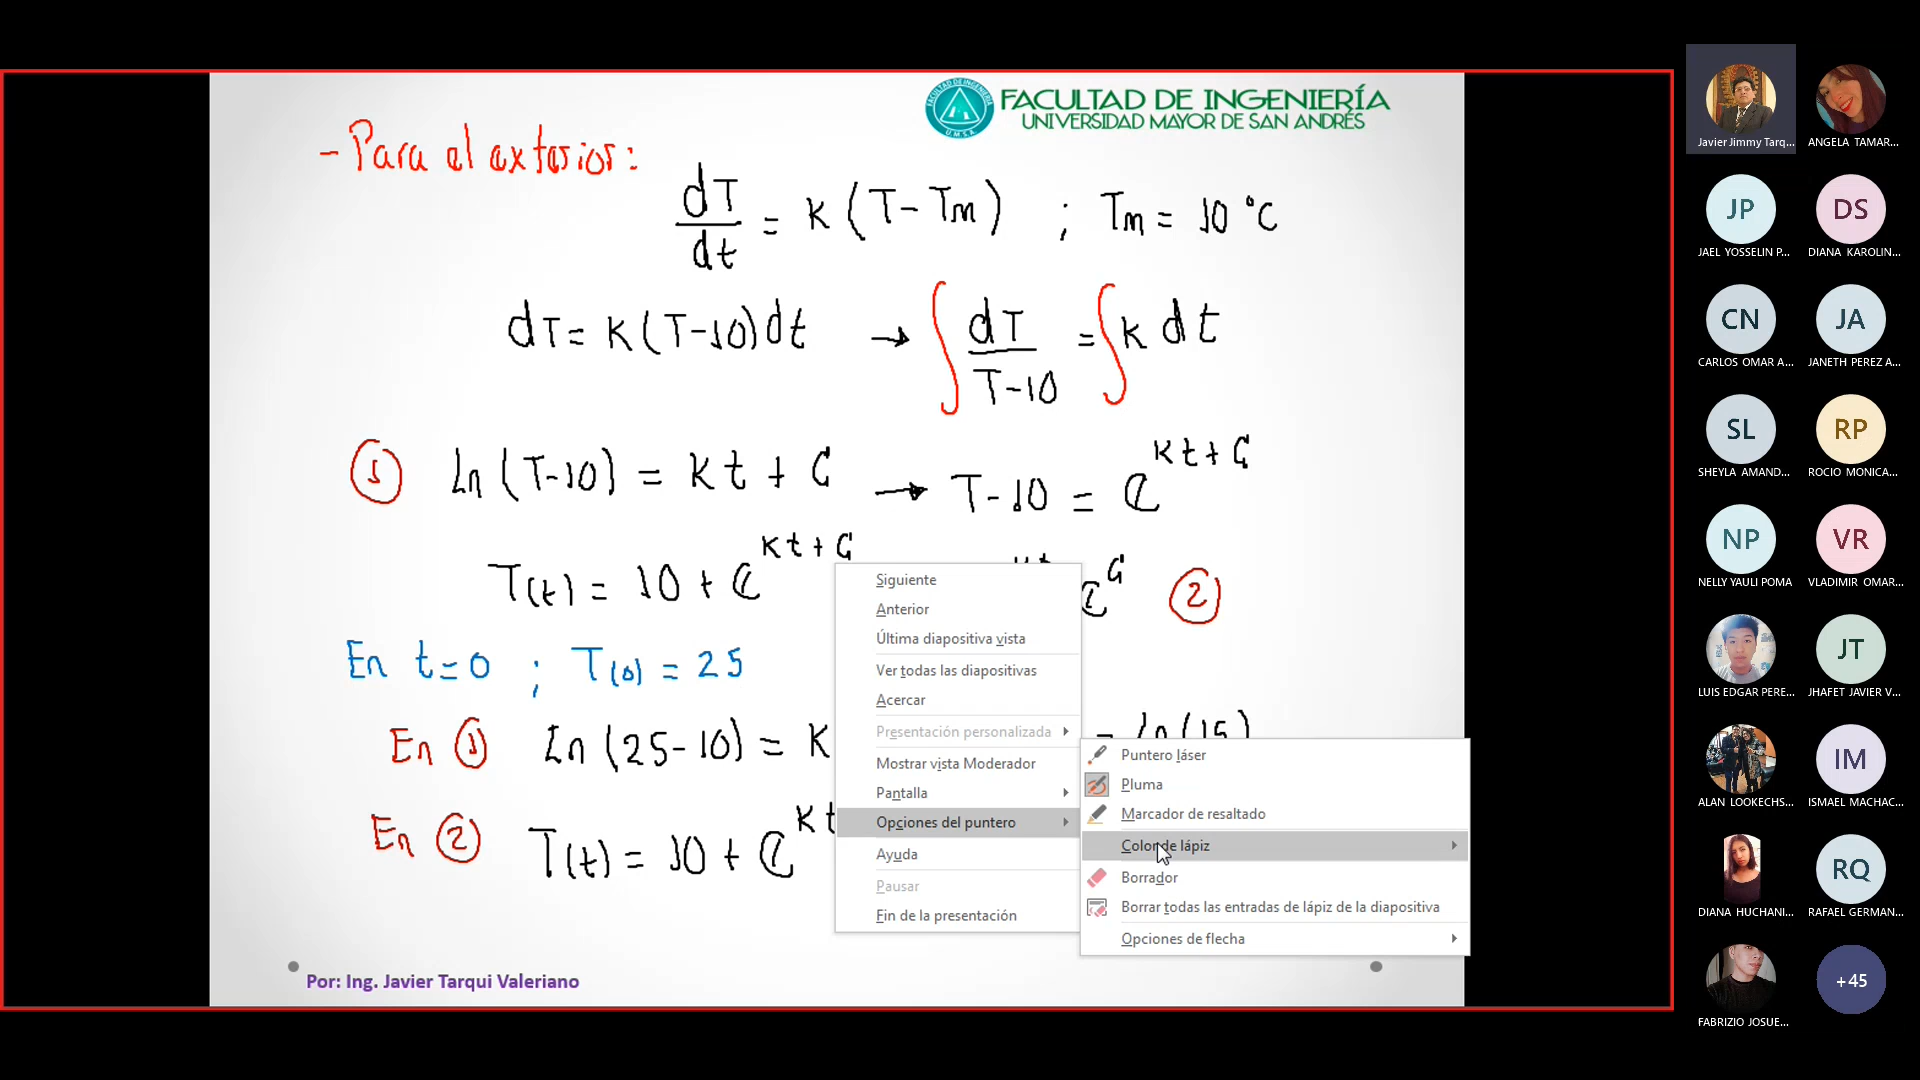 FACULTAD DE INGENIERÍA
UNIVERSIDAD MAYOR DE SAN ANDRÉS
U.M.S.A.
- Para el exterior:
dT/dt = K (T - Tm) ; Tm = 10 °C
dT = K (T-10) dt → ∫ dT/(T-10) = ∫ K dt
① Ln (T-10) = Kt + C → T-10 = e^(Kt+C)
T(t) = 10 + e^(Kt+C) e^C ②
En t=0 ; T(0) = 25
En ① Ln (25-10) = K = Ln (15)
En ② T(t) = 10 + e^(Kt
Por: Ing. Javier Tarqui Valeriano
Siguiente
Anterior
Última diapositiva vista
Ver todas las diapositivas
Acercar
Presentación personalizada
Mostrar vista Moderador
Pantalla
Opciones del puntero
Ayuda
Pausar
Fin de la presentación
Puntero láser
Pluma
Marcador de resaltado
Color de lápiz
Borrador
Borrar todas las entradas de lápiz de la diapositiva
Opciones de flecha
Javier Jimmy Tarq...
ANGELA TAMAR...
JP
JAEL YOSSELIN P...
DS
DIANA KAROLIN...
CN
CARLOS OMAR A...
JA
JANETH PEREZ A...
SL
SHEYLA AMAND...
RP
ROCIO MONICA...
NP
NELLY YAULI POMA
VR
VLADIMIR OMAR...
LUIS EDGAR PERE...
JT
JHAFET JAVIER V...
ALAN LOOKECHS...
IM
ISMAEL MACHAC...
DIANA HUCHANI...
RQ
RAFAEL GERMAN...
FABRIZIO JOSUE...
+45